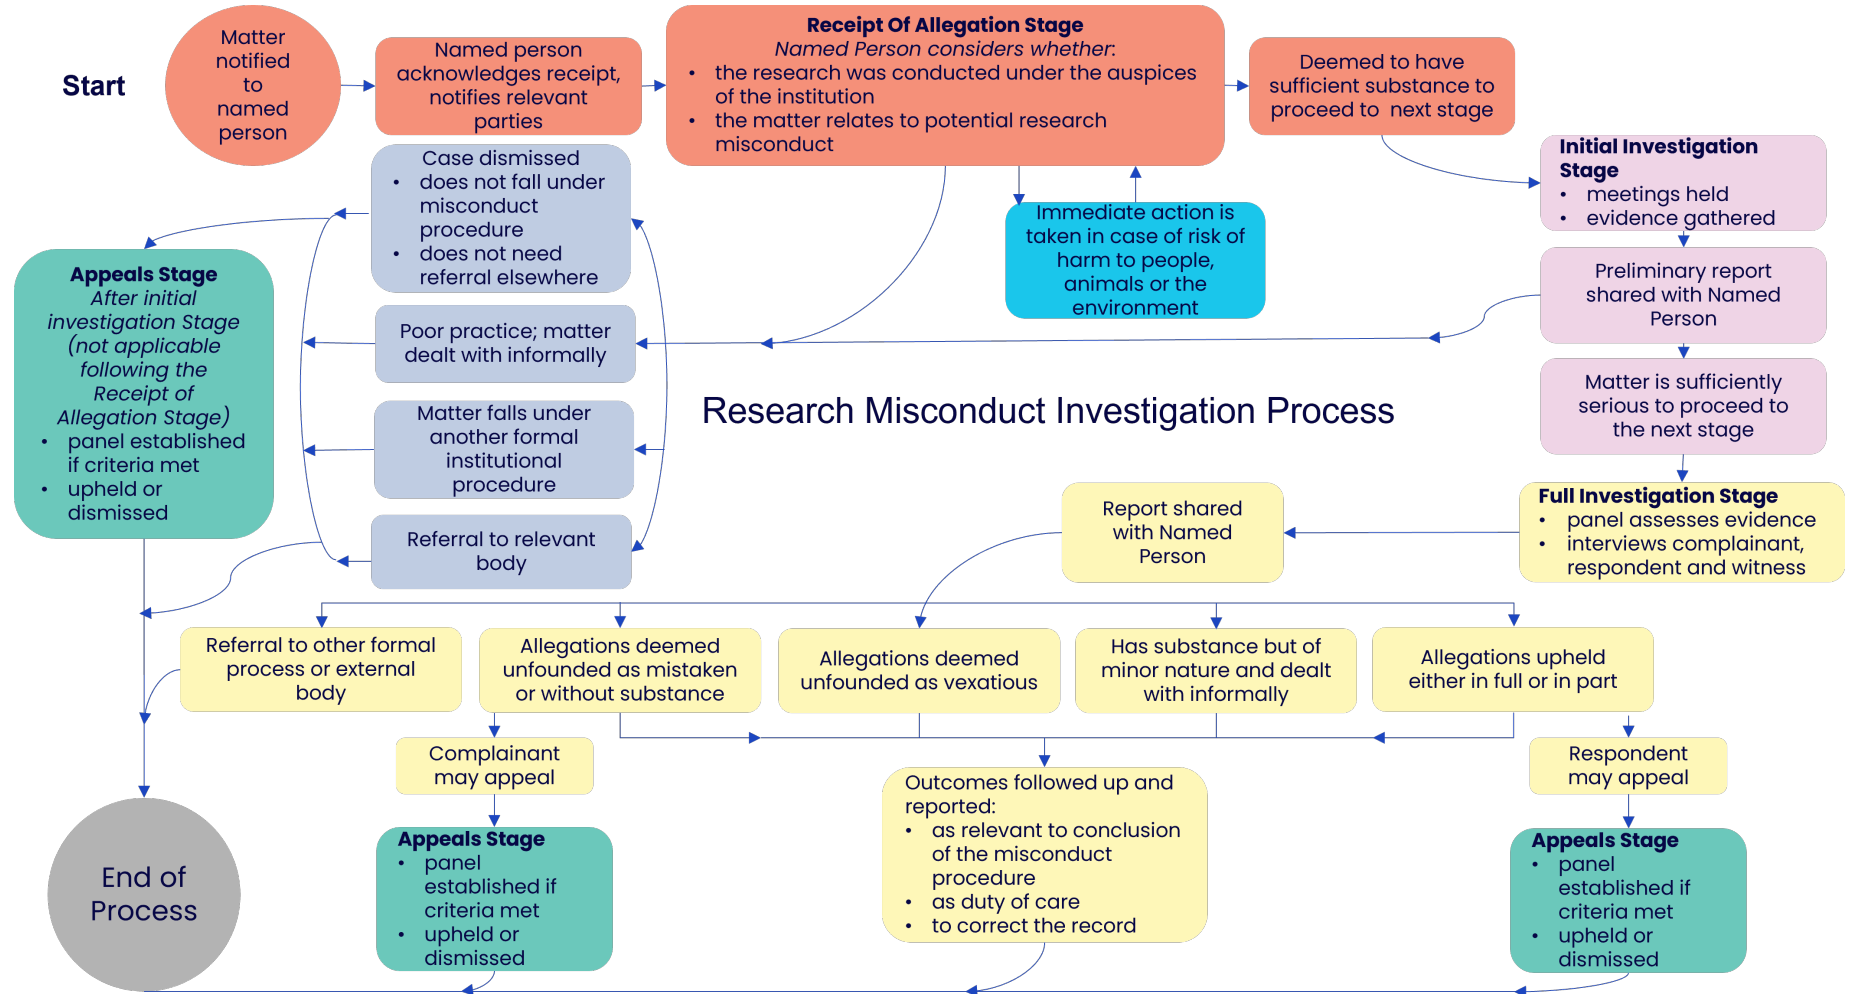 Start
Matter
notified
to
named
person
Named person
acknowledges receipt,
notifies relevant
parties
Receipt Of Allegation Stage
Named Person considers whether:
• the research was conducted under the auspices
of the institution
• the matter relates to potential research
misconduct
Deemed to have
sufficient substance to
proceed to next stage
Initial Investigation
Stage
• meetings held
• evidence gathered
Case dismissed
• does not fall under
misconduct
procedure
• does not need
referral elsewhere
Immediate action is
taken in case of risk of
harm to people,
animals or the
environment
Preliminary report
shared with Named
Person
Appeals Stage
After initial
investigation Stage
(not applicable
following the
Receipt of
Allegation Stage)
• panel established
if criteria met
• upheld or
dismissed
Poor practice; matter
dealt with informally
Matter is sufficiently
serious to proceed to
the next stage
Research Misconduct Investigation Process
Matter falls under
another formal
institutional
procedure
Referral to relevant
body
Full Investigation Stage
• panel assesses evidence
• interviews complainant,
respondent and witness
Report shared
with Named
Person
Referral to other formal
process or external
body
Allegations deemed
unfounded as mistaken
or without substance
Allegations deemed
unfounded as vexatious
Has substance but of
minor nature and dealt
with informally
Allegations upheld
either in full or in part
Complainant
may appeal
Respondent
may appeal
Outcomes followed up and
reported:
• as relevant to conclusion
of the misconduct
procedure
• as duty of care
• to correct the record
Appeals Stage
• panel
established if
criteria met
• upheld or
dismissed
Appeals Stage
• panel
established if
criteria met
• upheld or
dismissed
End of
Process